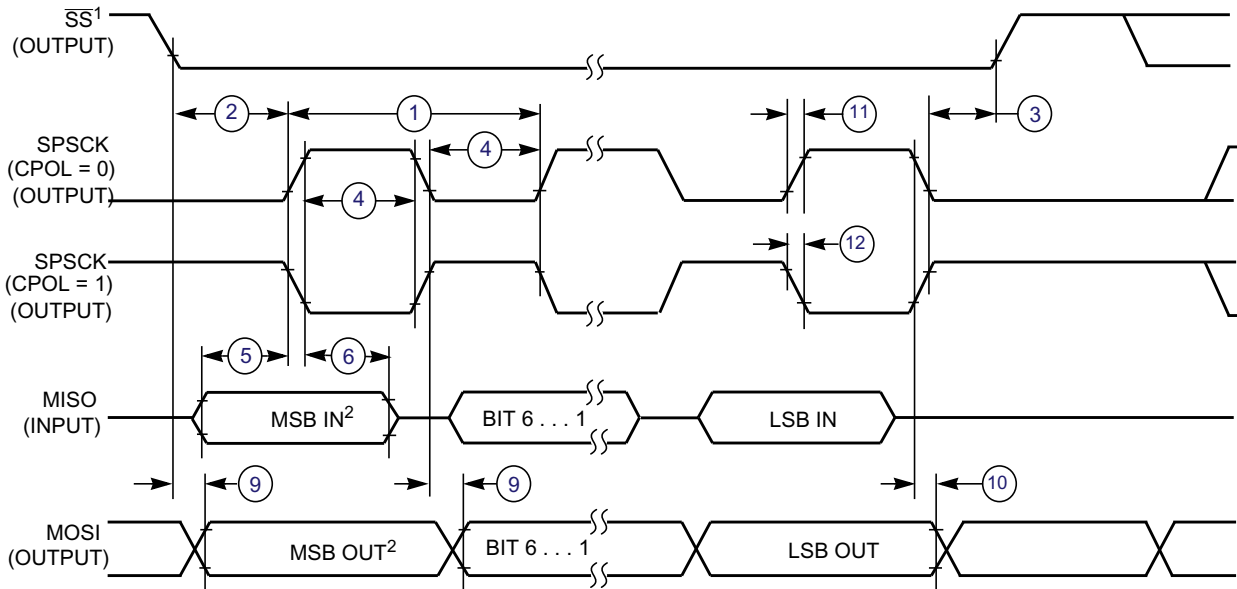 S̅S̅¹
(OUTPUT)
2
1
11
3
SPSCK
(CPOL = 0)
(OUTPUT)
4
4
12
SPSCK
(CPOL = 1)
(OUTPUT)
5
6
MISO
(INPUT)
MSB IN²
BIT 6 . . . 1
LSB IN
9
9
10
MOSI
(OUTPUT)
MSB OUT²
BIT 6 . . . 1
LSB OUT